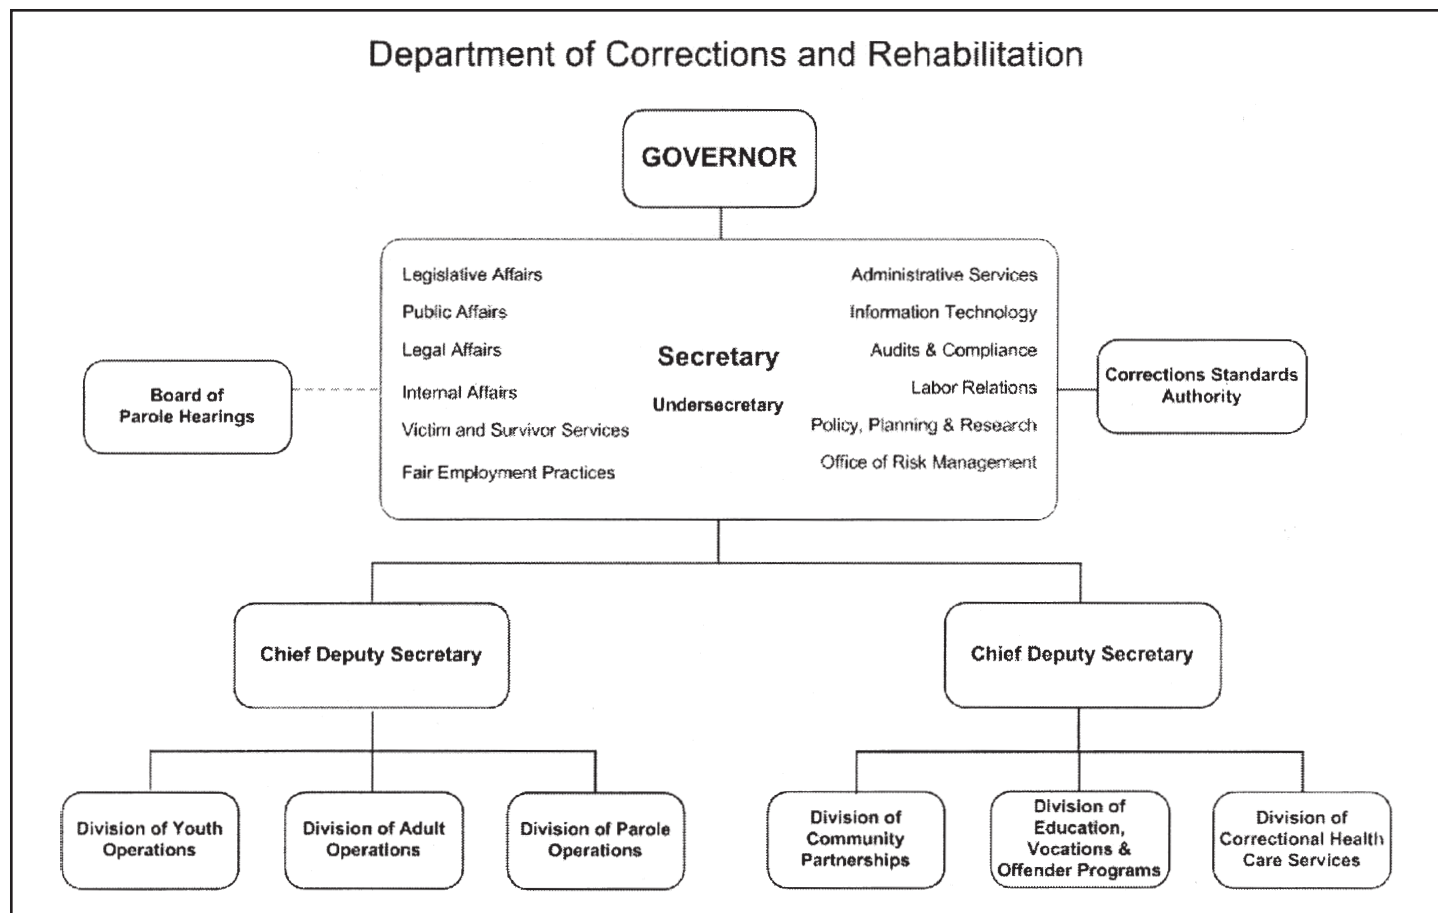 Department of Corrections and Rehabilitation
GOVERNOR
Legislative Affairs
Public Affairs
Legal Affairs
Internal Affairs
Victim and Survivor Services
Fair Employment Practices
Secretary
Undersecretary
Administrative Services
Information Technology
Audits & Compliance
Labor Relations
Policy, Planning & Research
Office of Risk Management
Board of
Parole Hearings
Corrections Standards
Authority
Chief Deputy Secretary
Chief Deputy Secretary
Division of Youth
Operations
Division of Adult
Operations
Division of Parole
Operations
Division of
Community
Partnerships
Division of
Education,
Vocations &
Offender Programs
Division of
Correctional Health
Care Services